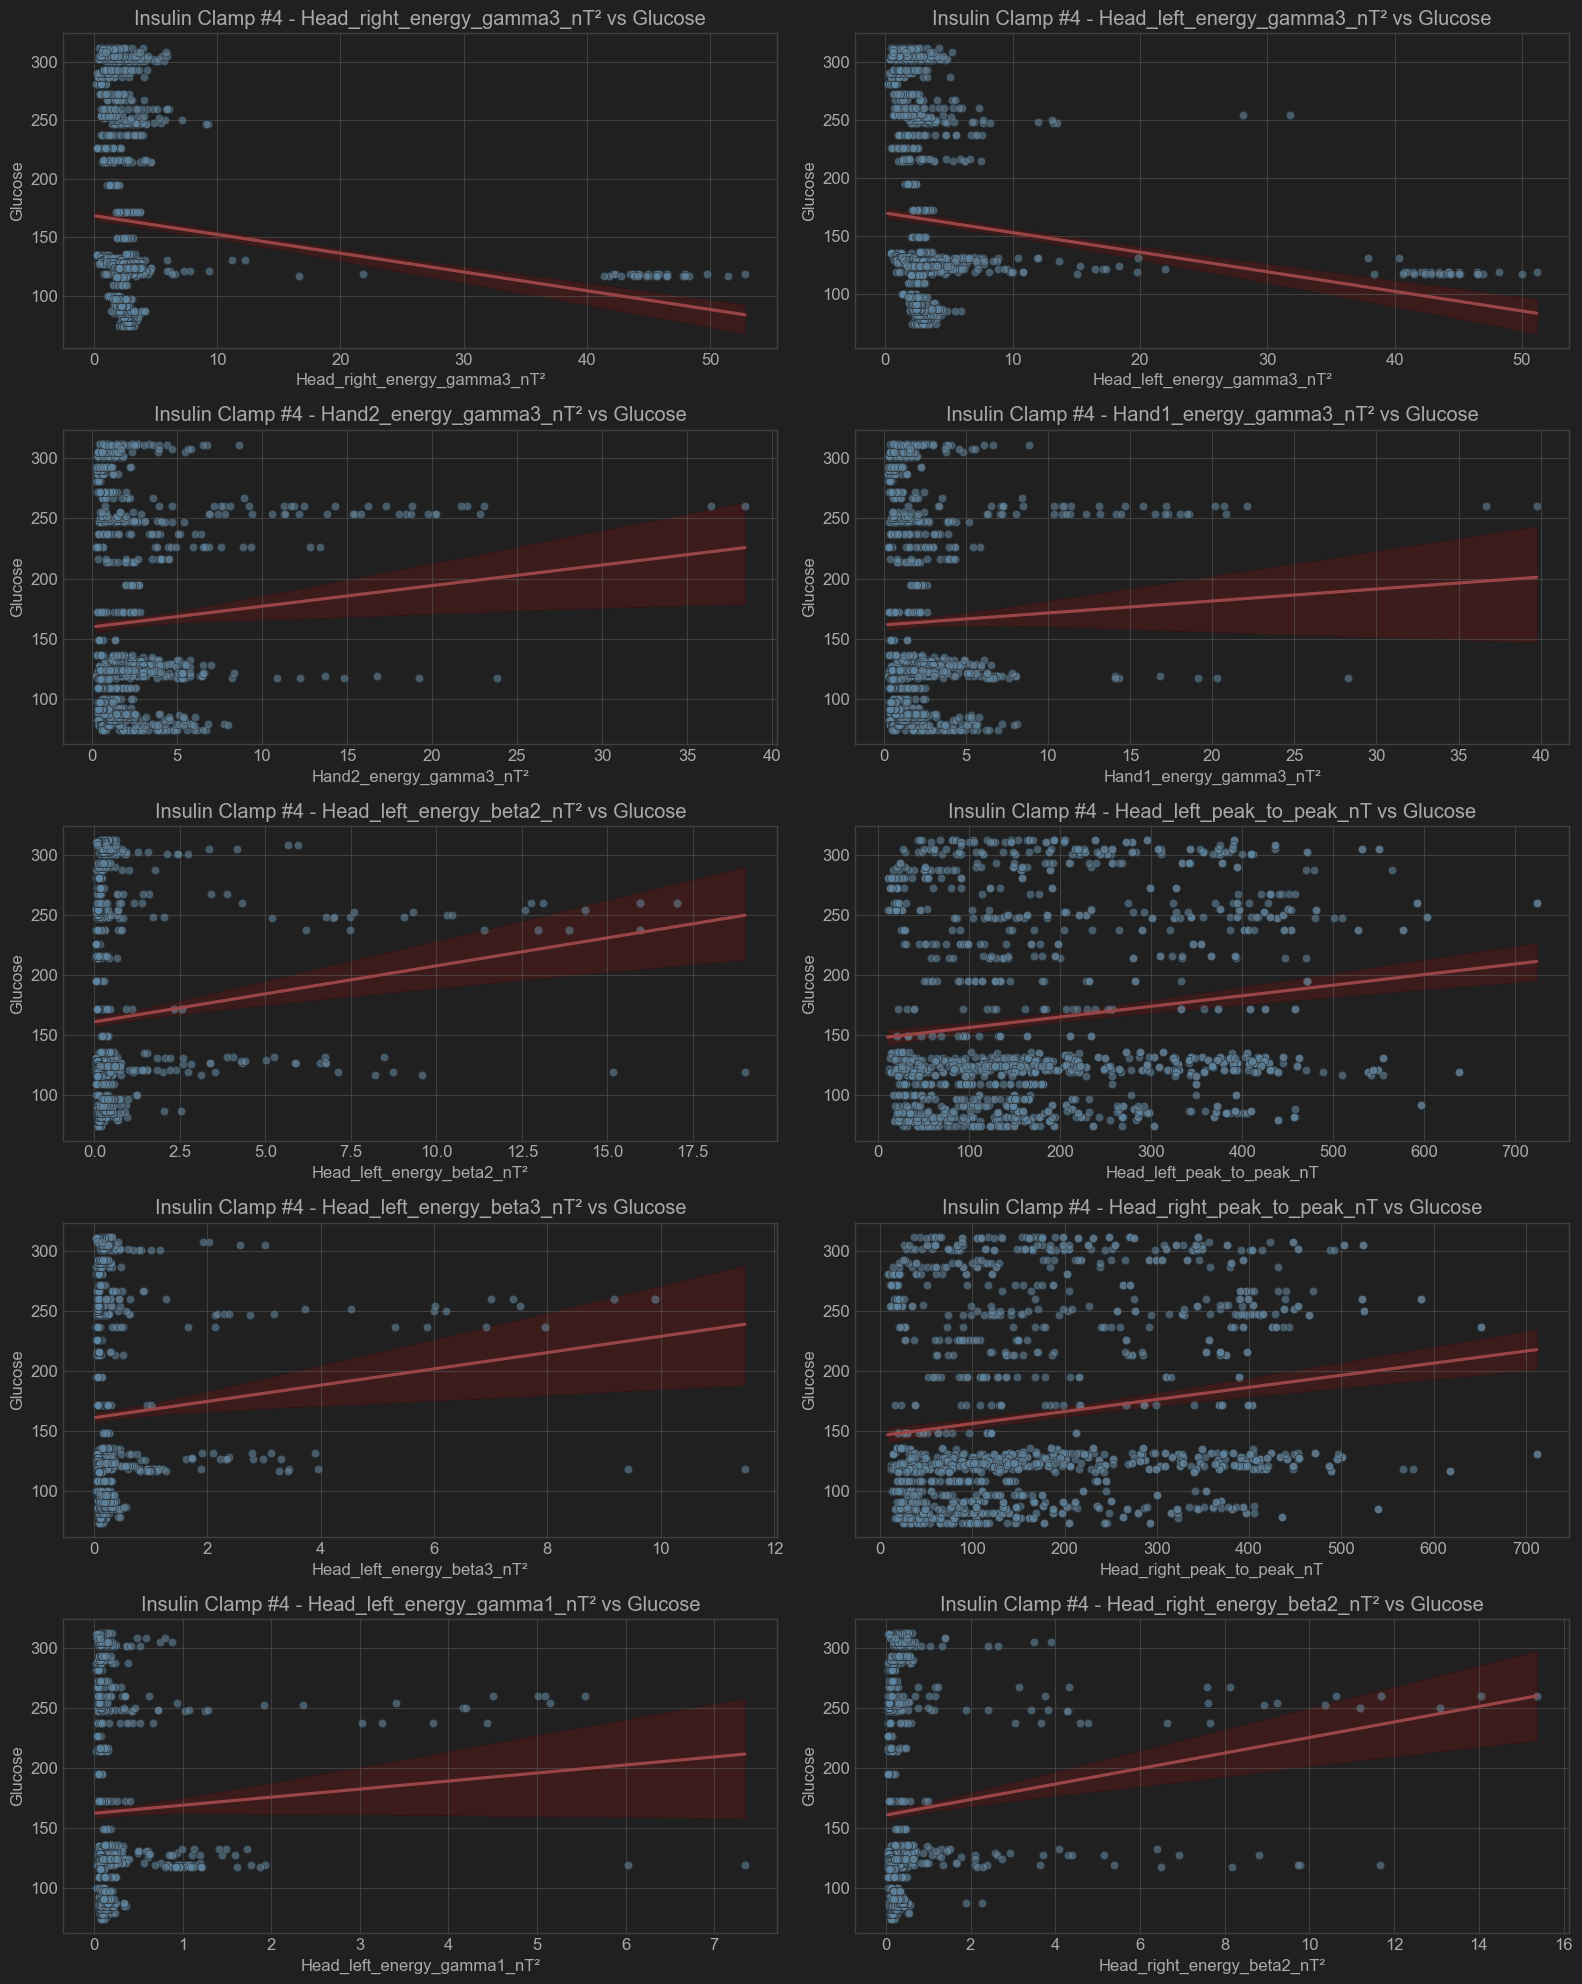 Insulin Clamp #4 - Head_right_energy_gamma3_nT² vs Glucose
300
250
200
150
100
Glucose
0 10 20 30 40 50
Head_right_energy_gamma3_nT²
Insulin Clamp #4 - Head_left_energy_gamma3_nT² vs Glucose
300
250
200
150
100
Glucose
0 10 20 30 40 50
Head_left_energy_gamma3_nT²
Insulin Clamp #4 - Hand2_energy_gamma3_nT² vs Glucose
300
250
200
150
100
Glucose
0 5 10 15 20 25 30 35 40
Hand2_energy_gamma3_nT²
Insulin Clamp #4 - Hand1_energy_gamma3_nT² vs Glucose
300
250
200
150
100
Glucose
0 5 10 15 20 25 30 35 40
Hand1_energy_gamma3_nT²
Insulin Clamp #4 - Head_left_energy_beta2_nT² vs Glucose
300
250
200
150
100
Glucose
0.0 2.5 5.0 7.5 10.0 12.5 15.0 17.5
Head_left_energy_beta2_nT²
Insulin Clamp #4 - Head_left_peak_to_peak_nT vs Glucose
300
250
200
150
100
Glucose
0 100 200 300 400 500 600 700
Head_left_peak_to_peak_nT
Insulin Clamp #4 - Head_left_energy_beta3_nT² vs Glucose
300
250
200
150
100
Glucose
0 2 4 6 8 10 12
Head_left_energy_beta3_nT²
Insulin Clamp #4 - Head_right_peak_to_peak_nT vs Glucose
300
250
200
150
100
Glucose
0 100 200 300 400 500 600 700
Head_right_peak_to_peak_nT
Insulin Clamp #4 - Head_left_energy_gamma1_nT² vs Glucose
300
250
200
150
100
Glucose
0 1 2 3 4 5 6 7
Head_left_energy_gamma1_nT²
Insulin Clamp #4 - Head_right_energy_beta2_nT² vs Glucose
300
250
200
150
100
Glucose
0 2 4 6 8 10 12 14 16
Head_right_energy_beta2_nT²